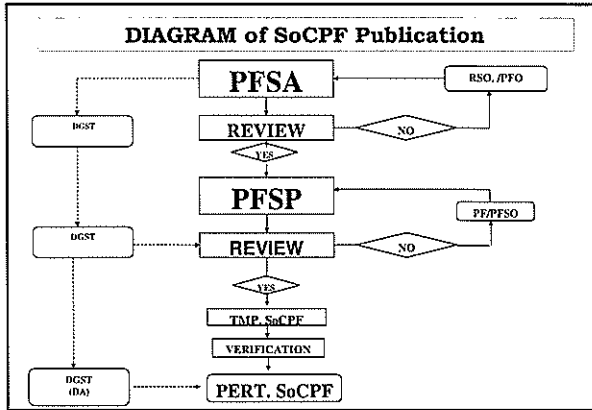 DIAGRAM of SoCPF Publication
PFSA
RSO. /PFO
DGST
REVIEW
NO
YES
PFSP
PF/PFSO
DGST
REVIEW
NO
YES
TMP. SoCPF
VERIFICATION
DGST
(DA)
PERT. SoCPF